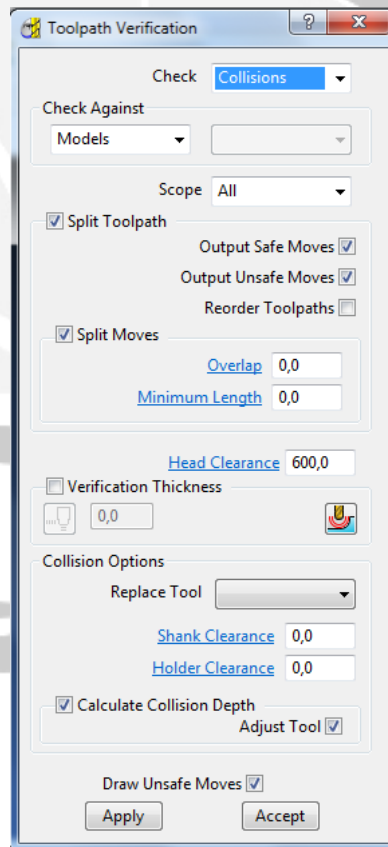 Toolpath Verification
Check Collisions
Check Against
Models
Scope All
Split Toolpath
Output Safe Moves
Output Unsafe Moves
Reorder Toolpaths
Split Moves
Overlap 0,0
Minimum Length 0,0
Head Clearance 600,0
Verification Thickness
0,0
Collision Options
Replace Tool
Shank Clearance 0,0
Holder Clearance 0,0
Calculate Collision Depth
Adjust Tool
Draw Unsafe Moves
Apply Accept